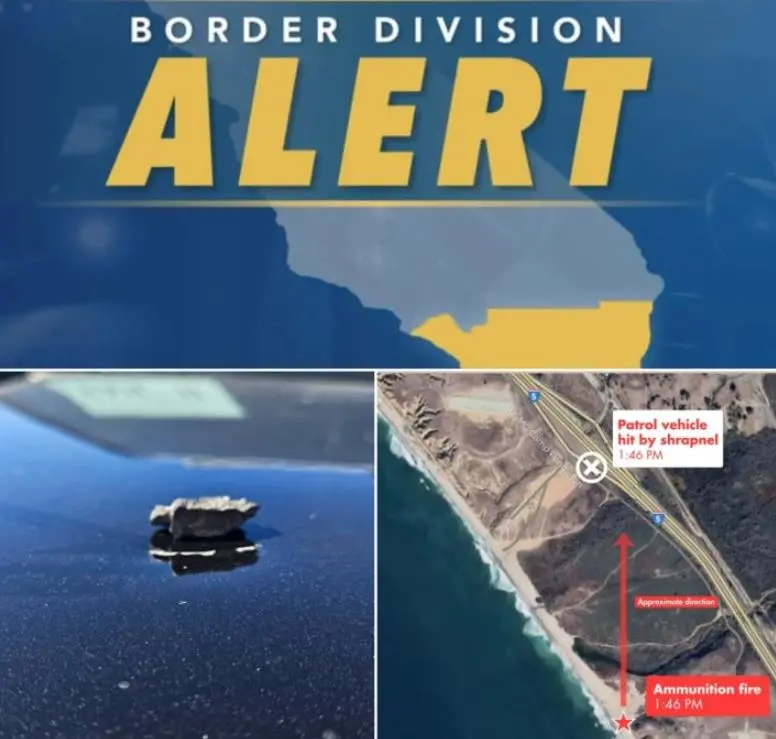 BORDER DIVISION
ALERT
5
Patrol vehicle
hit by shrapnel
1:46 PM
5
Approximate direction
Ammunition fire
1:46 PM